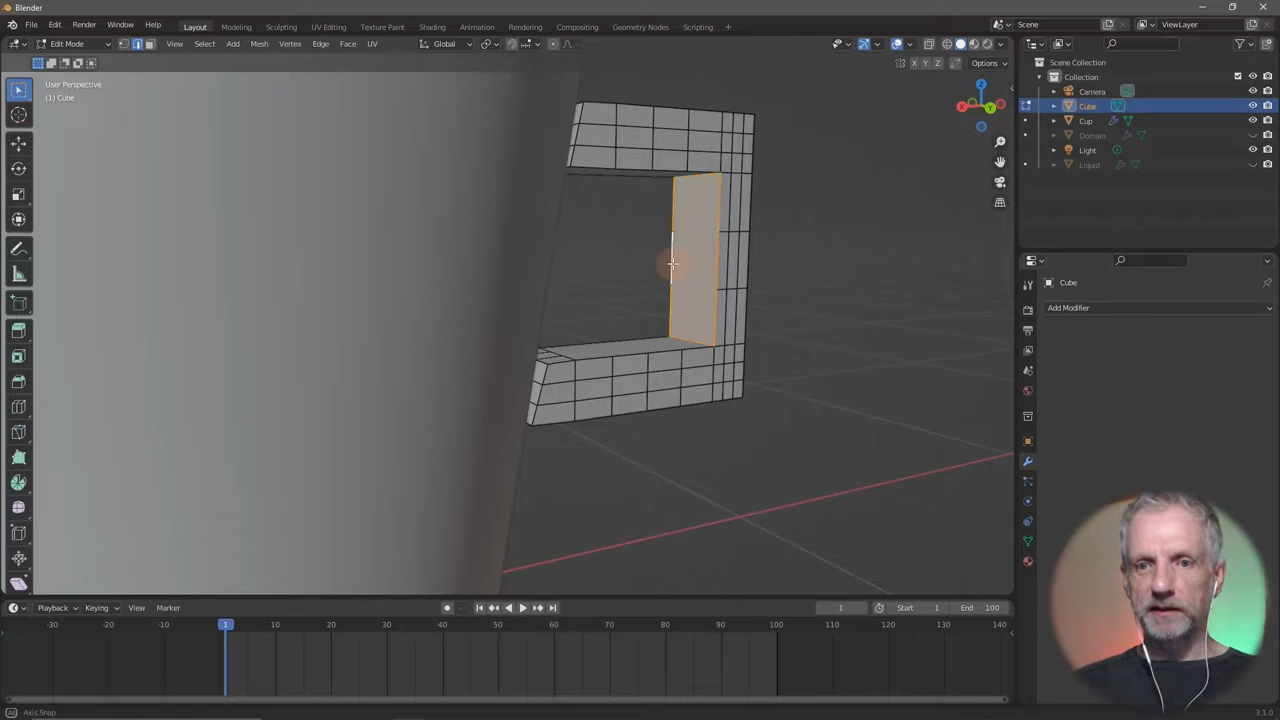 Blender
File Edit Render Window Help
Layout Modeling Sculpting UV Editing Texture Paint Shading Animation Rendering Compositing Geometry Nodes Scripting
Scene
ViewLayer
Edit Mode
View Select Add Mesh Vertex Edge Face UV
Global
X Y Z
Options
User Perspective
(1) Cube
Z
X
Y
Scene Collection
Collection
Camera
Cube
Cup
Domain
Light
Liquid
Cube
Add Modifier
Playback Keying View Marker
1
Start 1
End 100
-30 -20 -10 1 10 20 30 40 50 60 70 80 90 100 110 120 130 140
Axis Snap
3.1.0